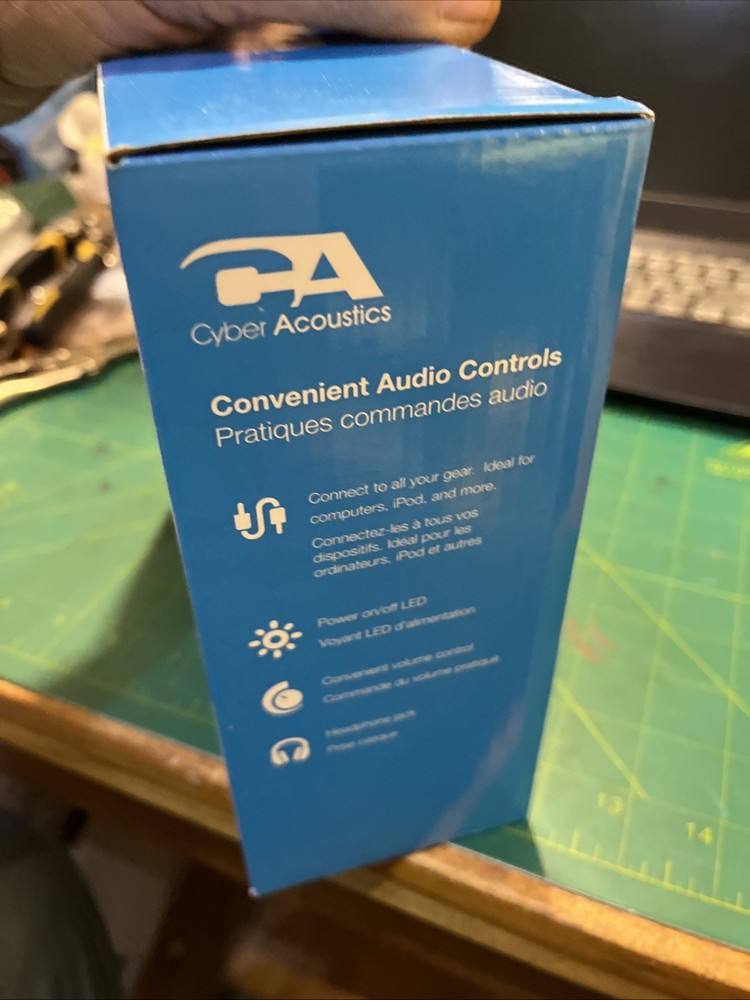 CA
Cyber Acoustics
Convenient Audio Controls
Pratiques commandes audio
Connect to all your gear. Ideal for
computers, iPod, and more.
Connectez-les à tous vos
dispositifs. Idéal pour les
ordinateurs, iPod et autres
Power on/off LED
Voyant LED d'alimentation
Convenient volume control
Commande du volume pratique
Headphone jack
Prise casque
13
14